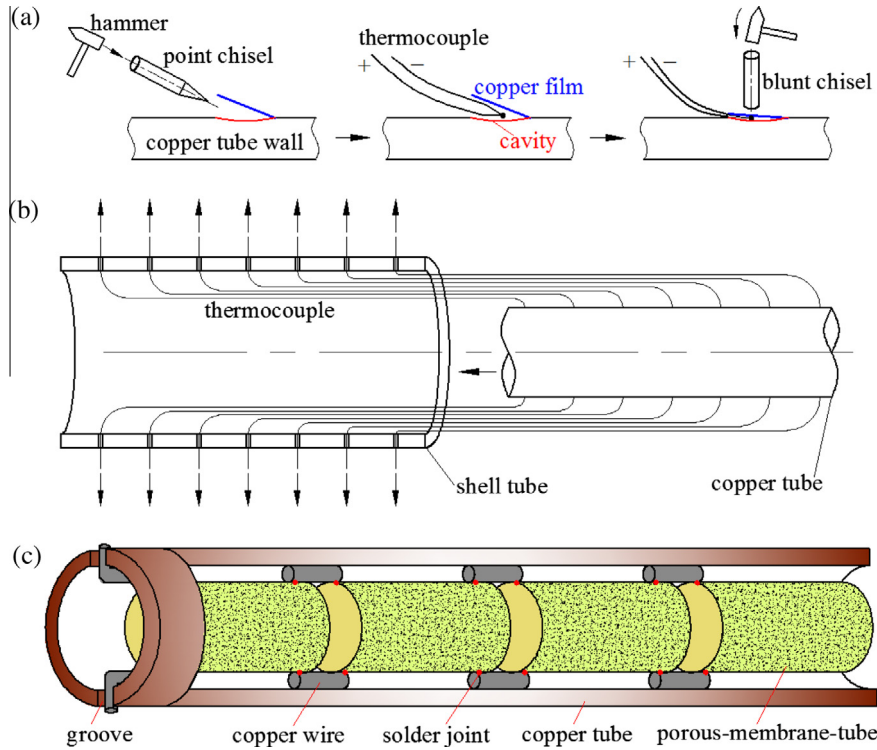 (a)
hammer
point chisel
copper tube wall
thermocouple
+ −
copper film
cavity
+ −
blunt chisel
(b)
thermocouple
shell tube
copper tube
(c)
groove
copper wire
solder joint
copper tube
porous-membrane-tube